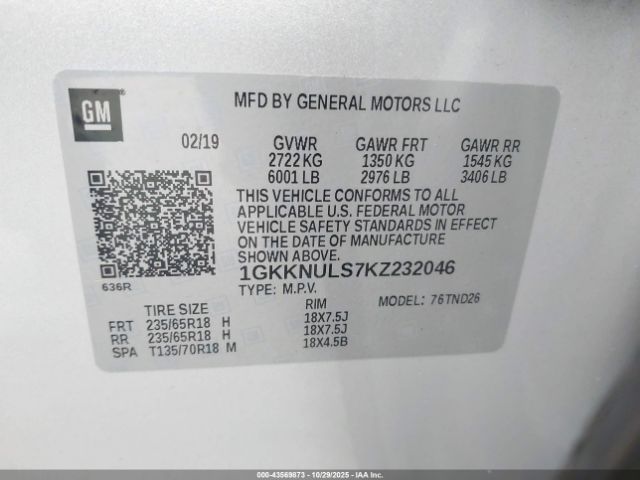 GM
MFD BY GENERAL MOTORS LLC
02/19 GVWR GAWR FRT GAWR RR
2722 KG 1350 KG 1545 KG
6001 LB 2976 LB 3406 LB
THIS VEHICLE CONFORMS TO ALL
APPLICABLE U.S. FEDERAL MOTOR
VEHICLE SAFETY STANDARDS IN EFFECT
ON THE DATE OF MANUFACTURE
SHOWN ABOVE.
1GKKNULS7KZ232046
636R
TYPE: M.P.V. MODEL: 76TND26
TIRE SIZE RIM
FRT 235/65R18 H 18X7.5J
RR 235/65R18 H 18X7.5J
SPA T135/70R18 M 18X4.5B
000-43569873 - 10/29/2025 - IAAI.COM